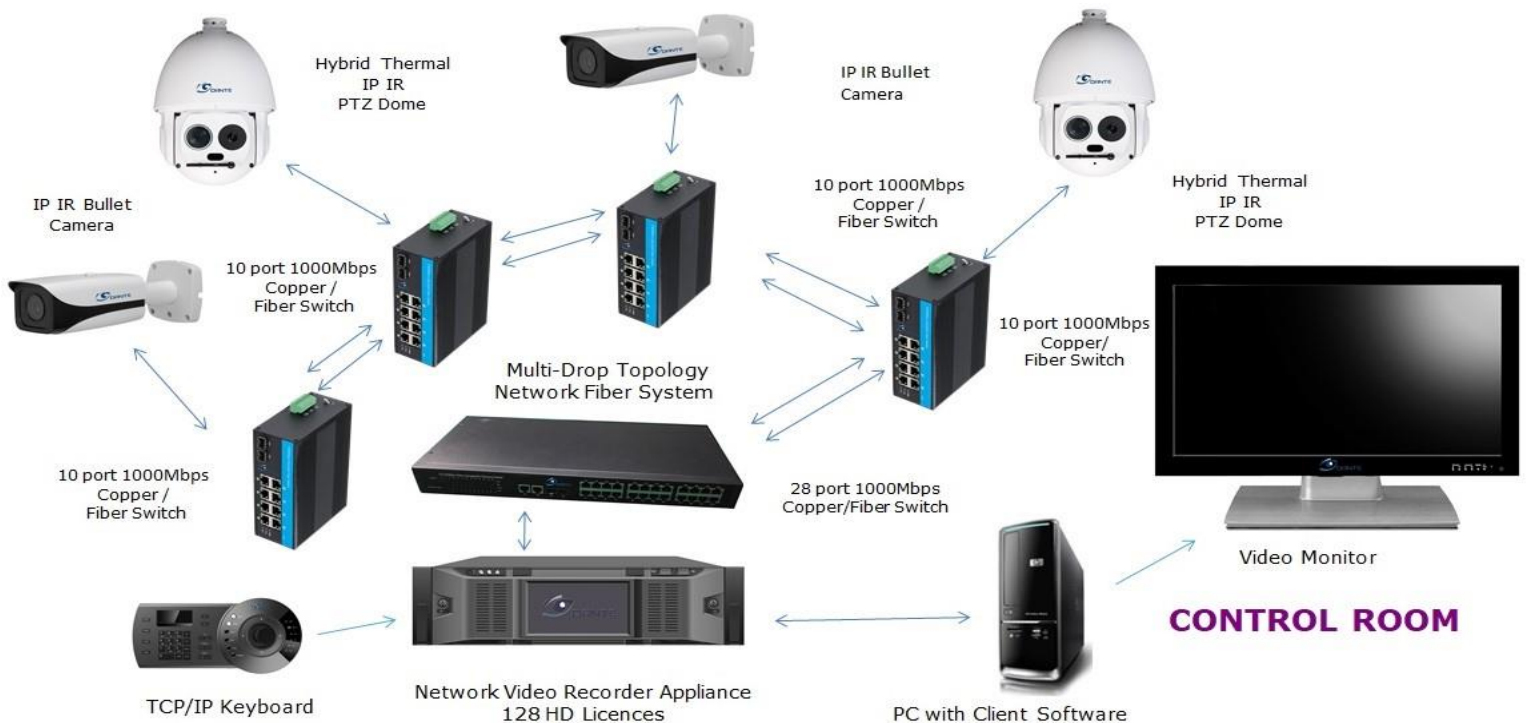 Hybrid Thermal
IP IR
PTZ Dome
IP IR Bullet
Camera
IP IR Bullet
Camera
10 port 1000Mbps
Copper /
Fiber Switch
Hybrid Thermal
IP IR
PTZ Dome
10 port 1000Mbps
Copper /
Fiber Switch
10 port 1000Mbps
Copper/
Fiber Switch
Multi-Drop Topology
Network Fiber System
10 port 1000Mbps
Copper /
Fiber Switch
28 port 1000Mbps
Copper/Fiber Switch
Video Monitor
CONTROL ROOM
TCP/IP Keyboard
Network Video Recorder Appliance
128 HD Licences
PC with Client Software